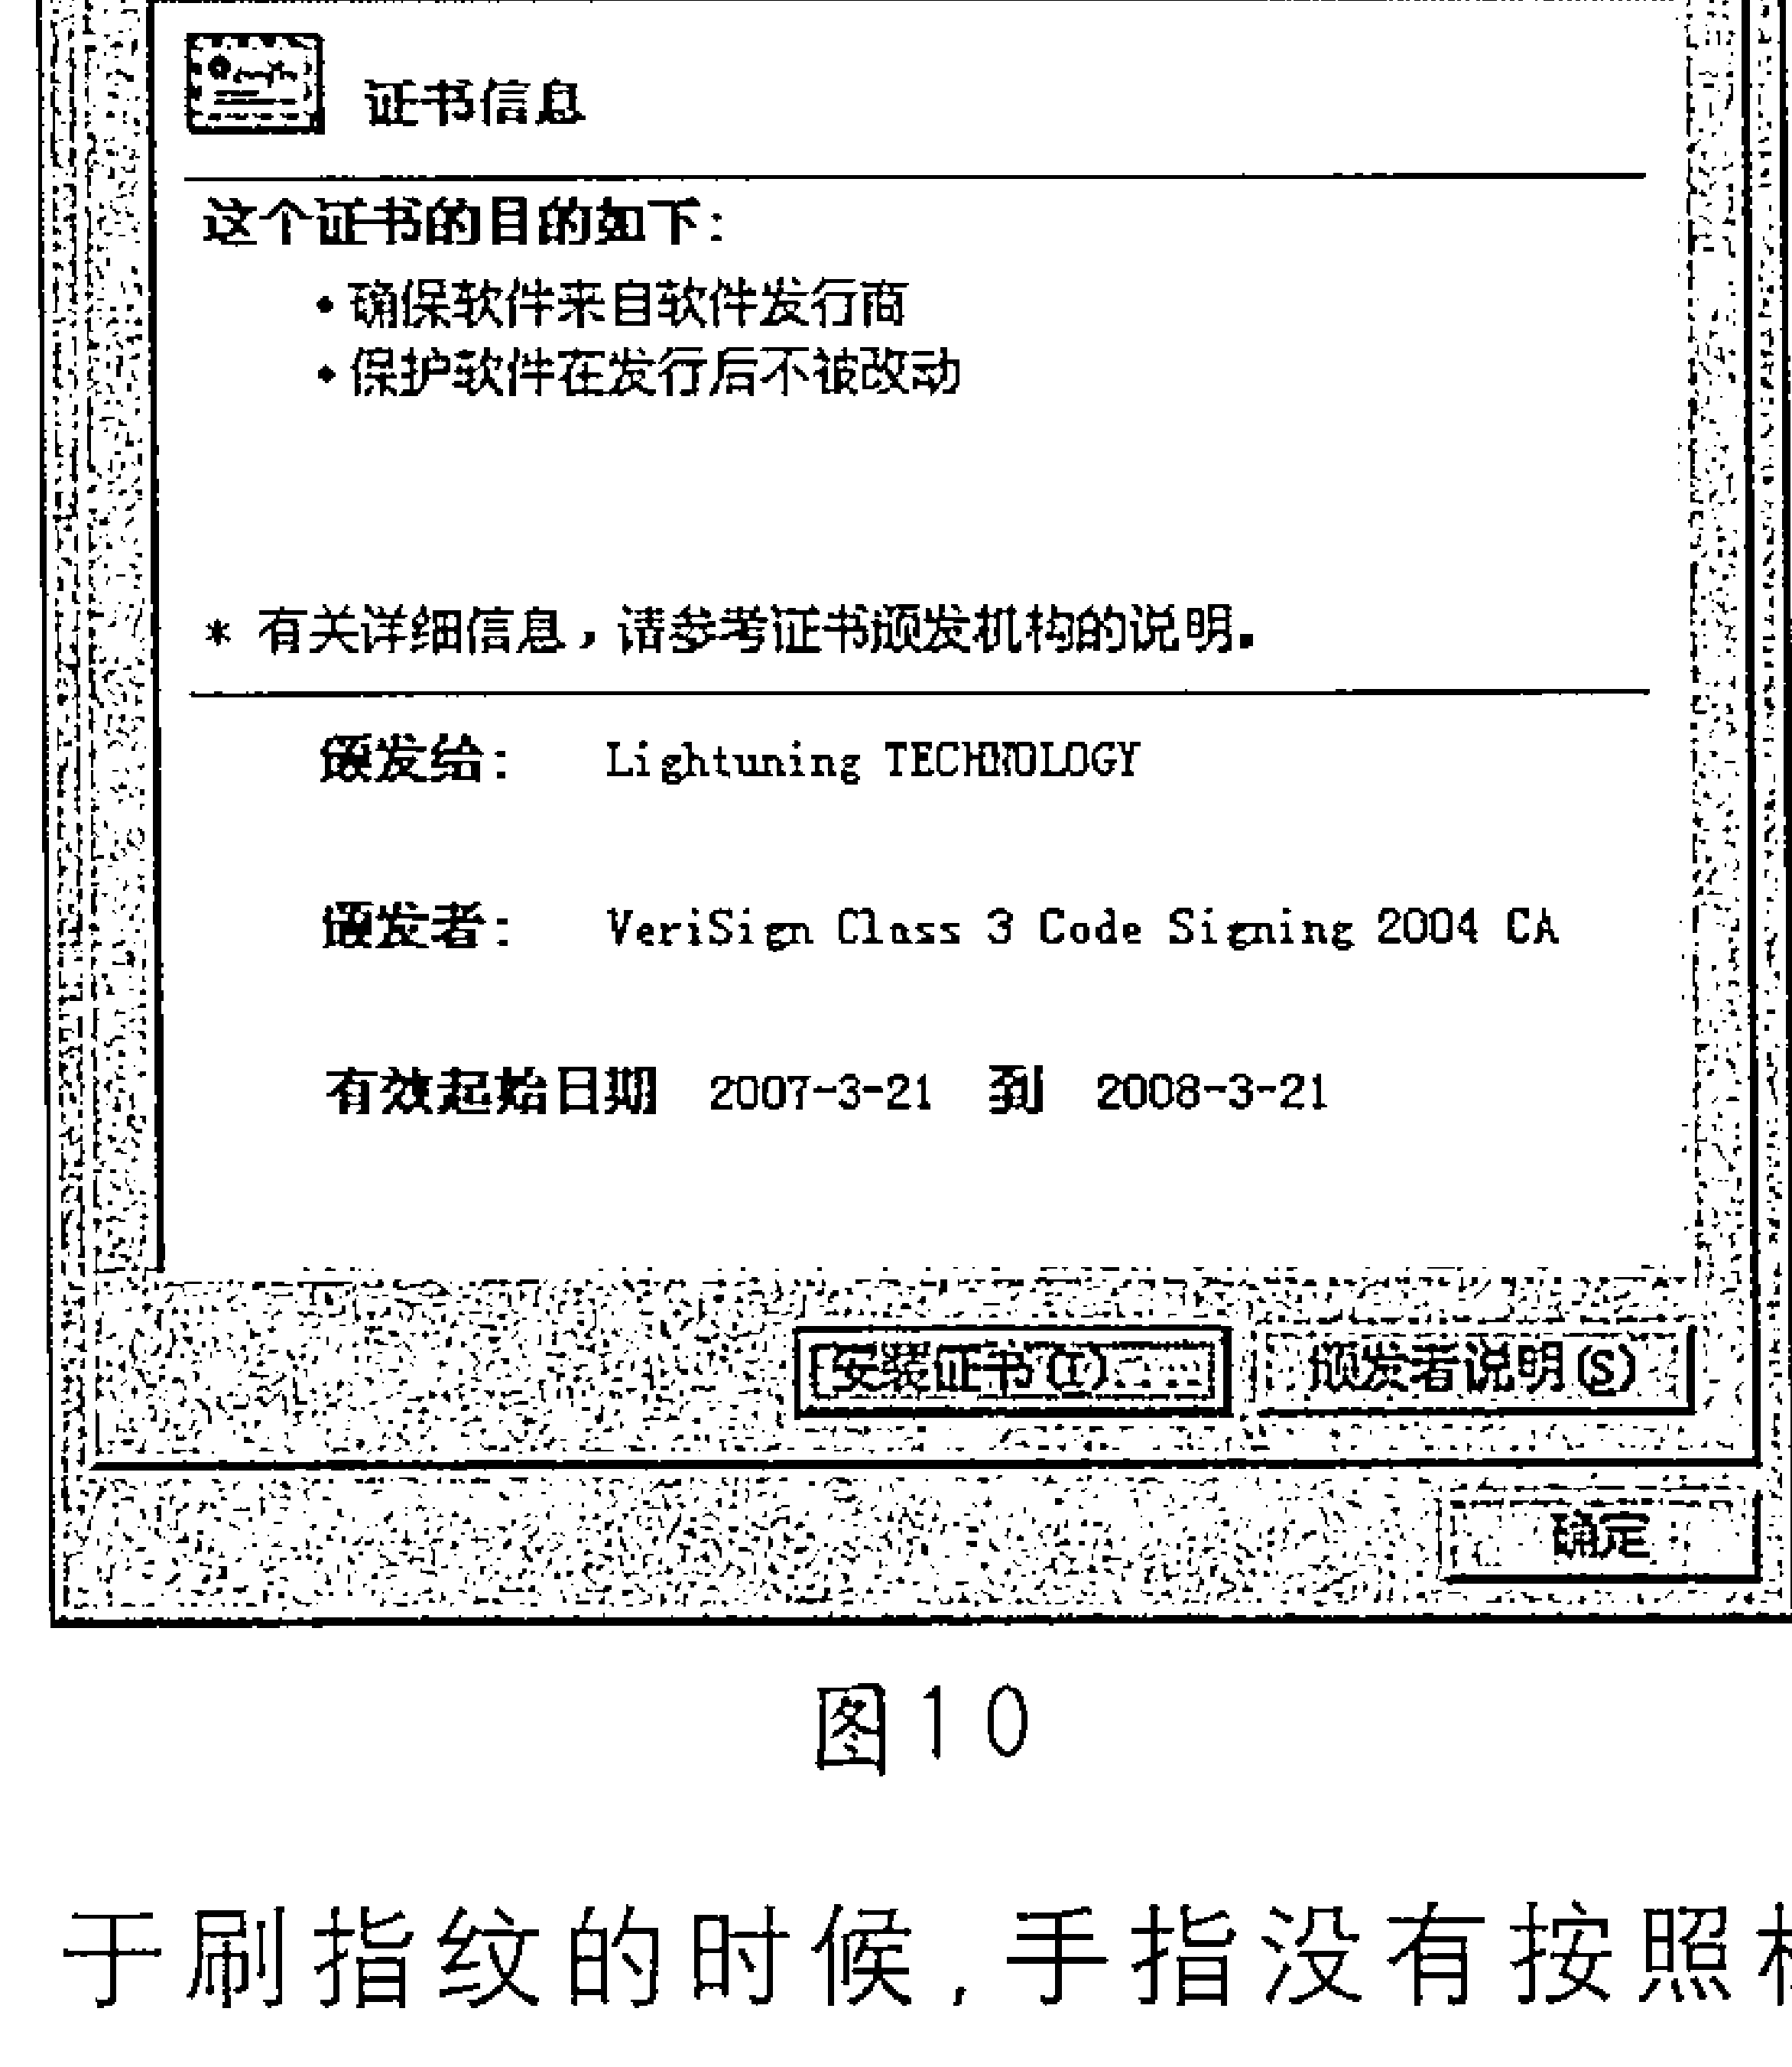 证书信息
这个证书的目的如下:
•确保软件来自软件发行商
•保护软件在发行后不被改动
* 有关详细信息，请参考证书颁发机构的说明。
颁发给: Lightuning TECHNOLOGY
颁发者: VeriSign Class 3 Code Signing 2004 CA
有效起始日期 2007-3-21 到 2008-3-21
安装证书(I)... 颁发者说明(S)
确定
图10
于刷指纹的时候,手指没有按照